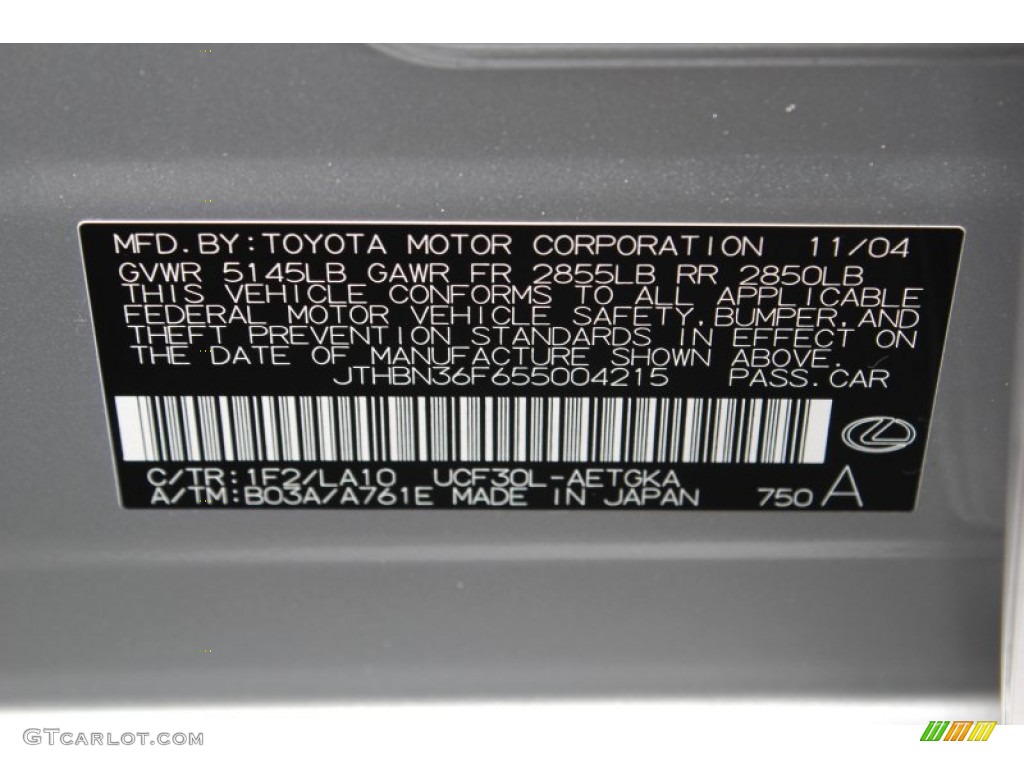 MFD. BY: TOYOTA MOTOR CORPORATION 11/04
GVWR 5145LB GAWR FR 2855LB RR 2850LB
THIS VEHICLE CONFORMS TO ALL APPLICABLE
FEDERAL MOTOR VEHICLE SAFETY, BUMPER, AND
THEFT PREVENTION STANDARDS IN EFFECT ON
THE DATE OF MANUFACTURE SHOWN ABOVE.
JTHBN36F655004215 PASS. CAR
C/TR: 1F2/LA10 UCF30L-AETGKA
A/TM: B03A/A761E MADE IN JAPAN 750 A
GTCARLOT.COM